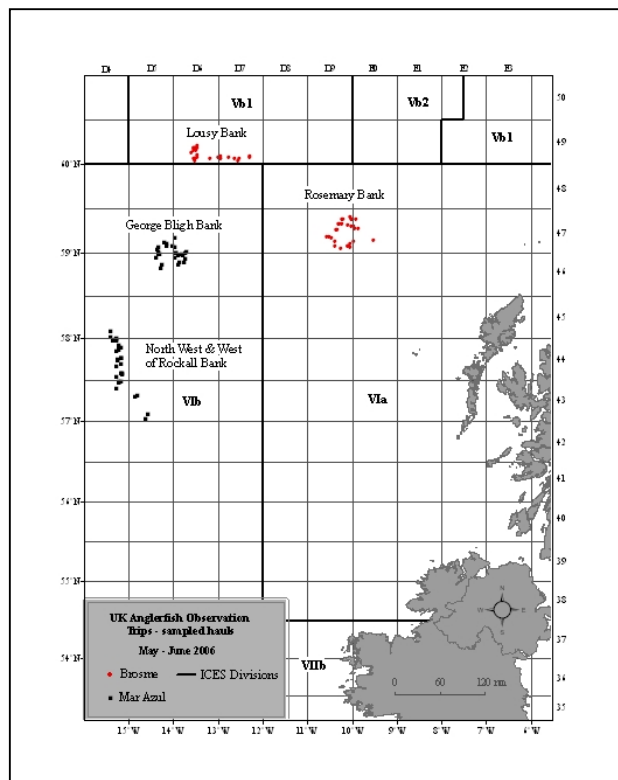 D4 D5 D6 D7 D8 D9 E0 E1 E2 E3
Vb1
Vb2
50
Vb1
Lousy Bank
49
60°N
48
Rosemary Bank
George Bligh Bank
47
59°N
46
45
58°N
North West & West
of Rockall Bank
44
VIb
VIa
43
57°N
42
41
56°N
40
39
55°N
38
N
W E
S
UK Anglerfish Observation
Trips - sampled hauls
37
May - June 2006
54°N
VIIb
Brosme
ICES Divisions
34
0 60 120 nm
Mar Azul
35
15°W 14°W 13°W 12°W 11°W 10°W 9°W 8°W 7°W 6°W